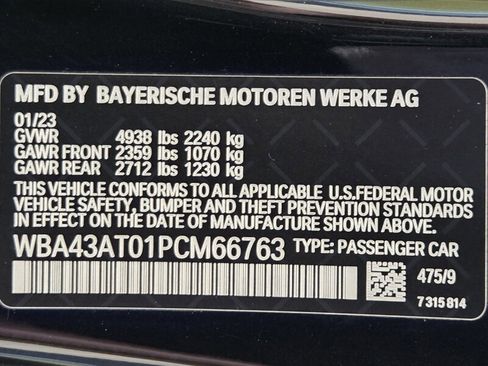 MFD BY BAYERISCHE MOTOREN WERKE AG
01/23
GVWR 4938 lbs 2240 kg
GAWR FRONT 2359 lbs 1070 kg
GAWR REAR 2712 lbs 1230 kg
THIS VEHICLE CONFORMS TO ALL APPLICABLE U.S.FEDERAL MOTOR
VEHICLE SAFETY, BUMPER AND THEFT PREVENTION STANDARDS
IN EFFECT ON THE DATE OF MANUFACTURE SHOWN ABOVE.
WBA43AT01PCM66763 TYPE: PASSENGER CAR
475/9
7 315 814